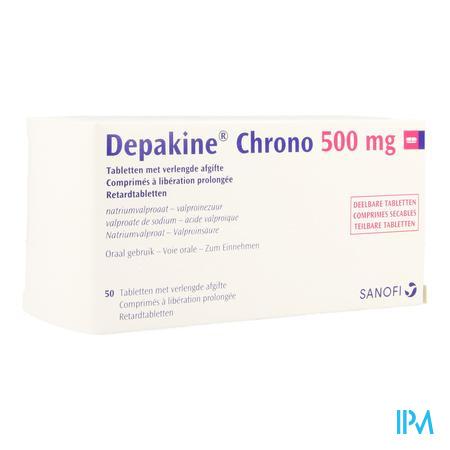 Depakine® Chrono 500 mg
Tabletten met verlengde afgifte
Comprimés à libération prolongée
Retardtabletten
natriumvalproaat – valproïnezuur
valproate de sodium – acide valproïque
Natriumvalproat – Valproinsäure
Oraal gebruik – Voie orale – Zum Einnehmen
DEELBARE TABLETTEN
COMPRIMES SECABLES
TEILBARE TABLETTEN
50 Tabletten met verlengde afgifte
Comprimés à libération prolongée
Retardtabletten
SANOFI
IPM